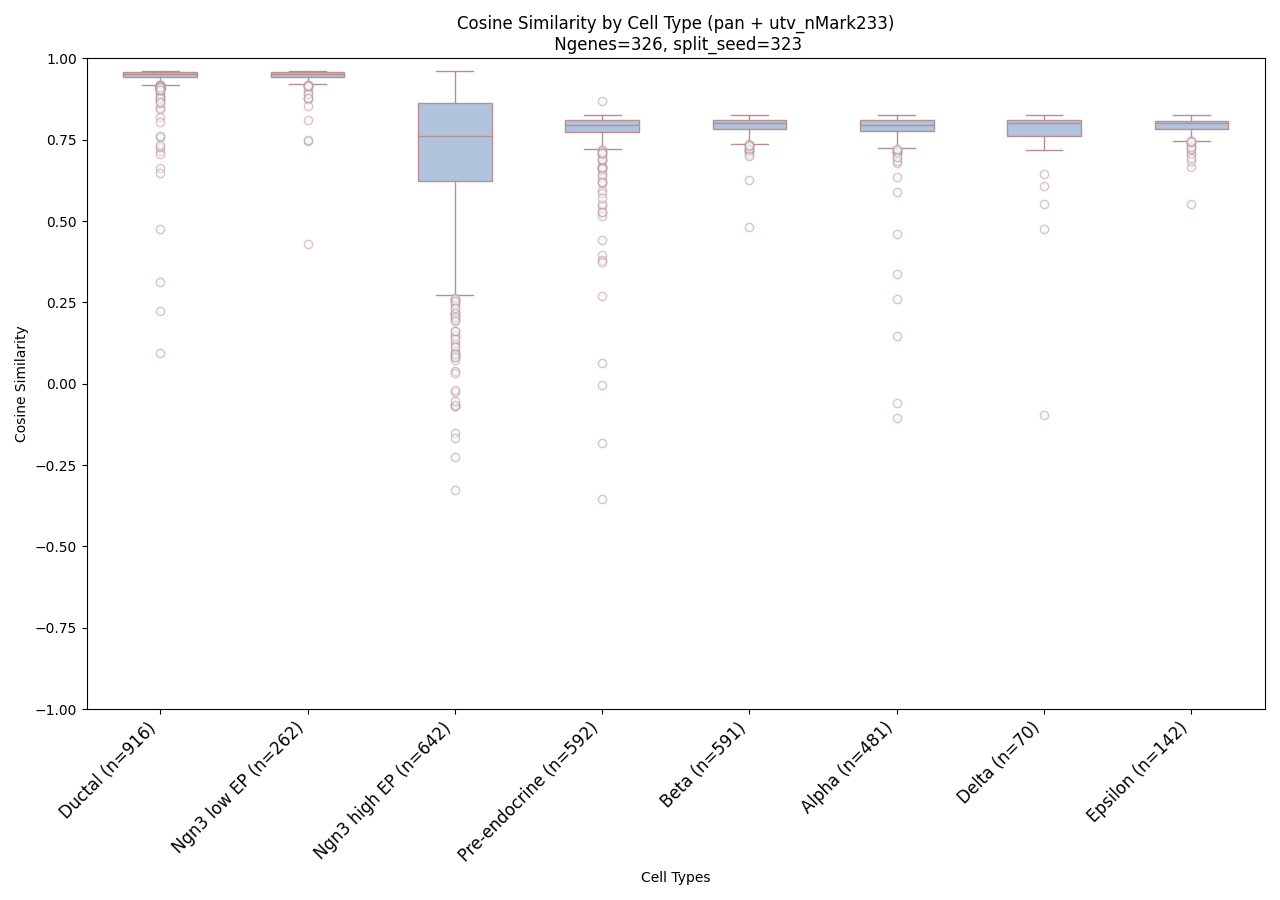 Cosine Similarity by Cell Type (pan + utv_nMark233)
Ngenes=326, split_seed=323
Cosine Similarity
1.00
0.75
0.50
0.25
0.00
−0.25
−0.50
−0.75
−1.00
Ductal (n=916)
Ngn3 low EP (n=262)
Ngn3 high EP (n=642)
Pre-endocrine (n=592)
Beta (n=591)
Alpha (n=481)
Delta (n=70)
Epsilon (n=142)
Cell Types